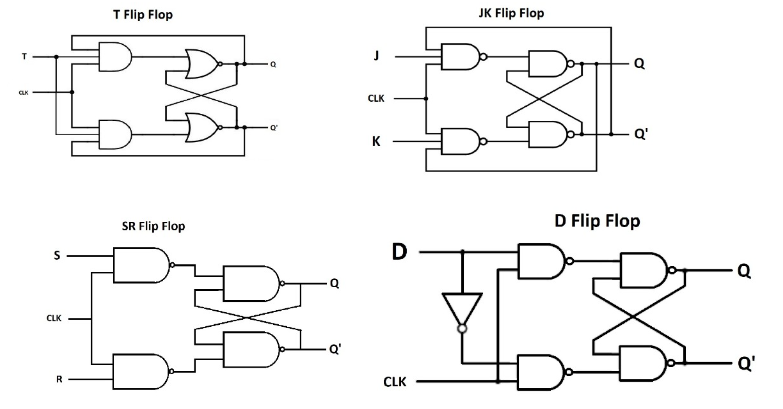 T Flip Flop
T
CLK
Q
Q'
JK Flip Flop
J
CLK
K
Q
Q'
SR Flip Flop
S
CLK
R
Q
Q'
D Flip Flop
D
CLK
Q
Q'